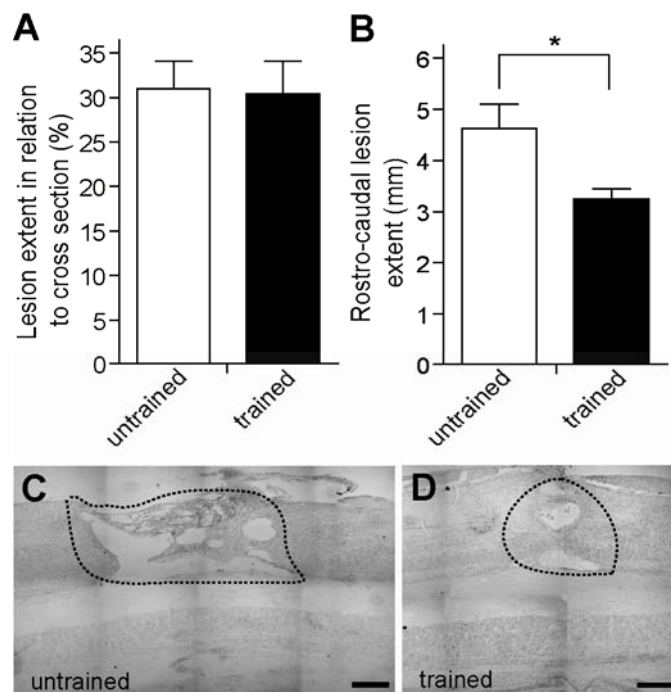 A
Lesion extent in relation
to cross section (%)
35
30
25
20
15
10
5
0
untrained
trained
B
Rostro-caudal lesion
extent (mm)
6
5
4
3
2
1
0
*
untrained
trained
C
untrained
D
trained